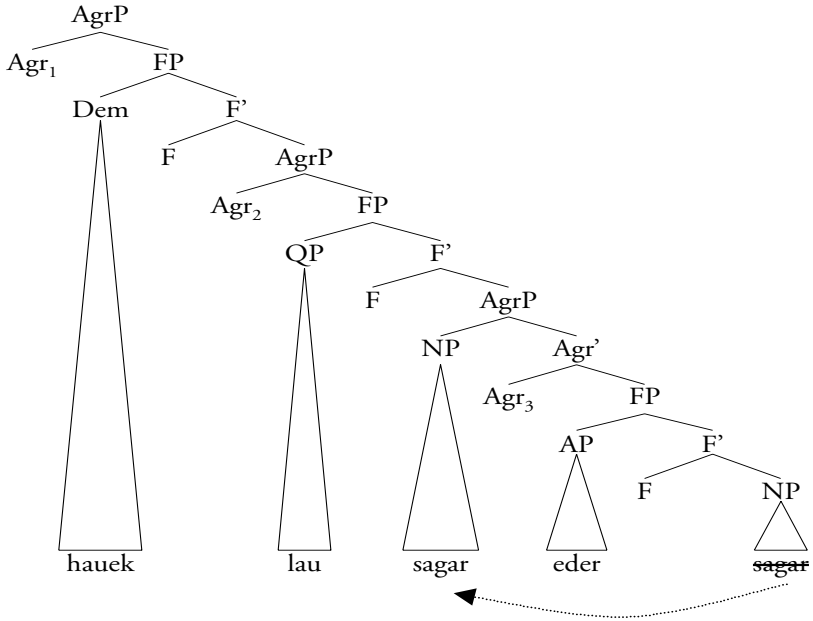 AgrP
Agr₁ FP
Dem F’
F AgrP
Agr₂ FP
QP F’
F AgrP
NP Agr’
Agr₃ FP
AP F’
F NP
hauek lau sagar eder sagar